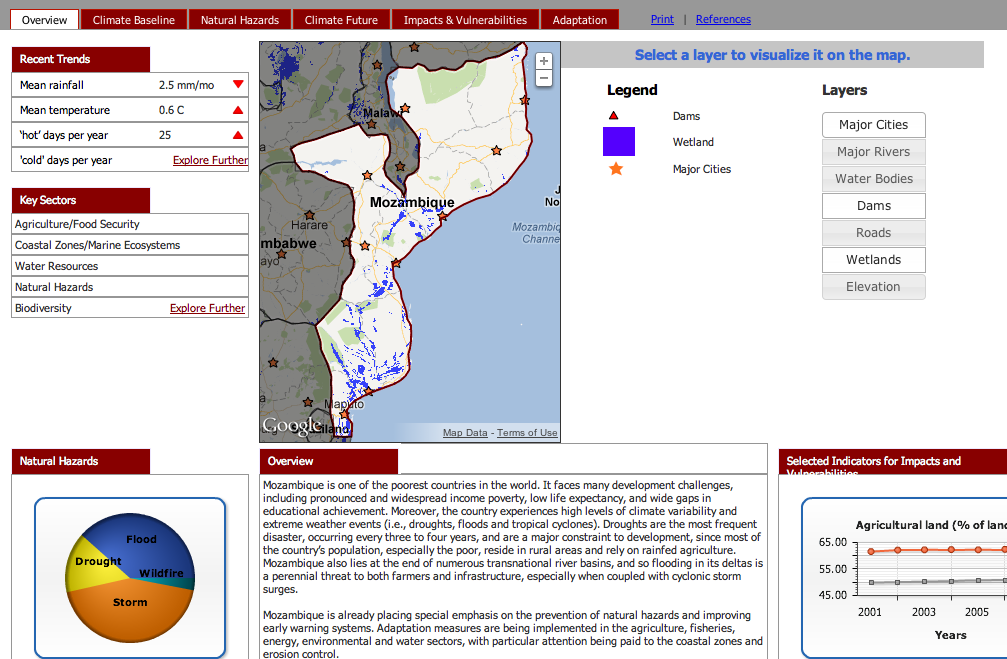 Overview
Climate Baseline
Natural Hazards
Climate Future
Impacts & Vulnerabilities
Adaptation
Print | References
Recent Trends
Mean rainfall 2.5 mm/mo
Mean temperature 0.6 C
'hot' days per year 25
'cold' days per year Explore Further
Key Sectors
Agriculture/Food Security
Coastal Zones/Marine Ecosystems
Water Resources
Natural Hazards
Biodiversity Explore Further
+
−
Malawi
Mozambique
Harare
mbabwe
ayo
Mozambiq
Channe
J
No
Maputo
Google
iland
Map Data - Terms of Use
Select a layer to visualize it on the map.
Legend
Dams
Wetland
Major Cities
Layers
Major Cities
Major Rivers
Water Bodies
Dams
Roads
Wetlands
Elevation
Natural Hazards
Flood
Drought
Wildfire
Storm
Overview
Mozambique is one of the poorest countries in the world. It faces many development challenges,
including pronounced and widespread income poverty, low life expectancy, and wide gaps in
educational achievement. Moreover, the country experiences high levels of climate variability and
extreme weather events (i.e., droughts, floods and tropical cyclones). Droughts are the most frequent
disaster, occurring every three to four years, and are a major constraint to development, since most of
the country's population, especially the poor, reside in rural areas and rely on rainfed agriculture.
Mozambique also lies at the end of numerous transnational river basins, and so flooding in its deltas is
a perennial threat to both farmers and infrastructure, especially when coupled with cyclonic storm
surges.
Mozambique is already placing special emphasis on the prevention of natural hazards and improving
early warning systems. Adaptation measures are being implemented in the agriculture, fisheries,
energy, environmental and water sectors, with particular attention being paid to the coastal zones and
erosion control.
Selected Indicators for Impacts and
Vulnerabilities
Agricultural land (% of lan
65.00
55.00
45.00
2001 2003 2005
Years